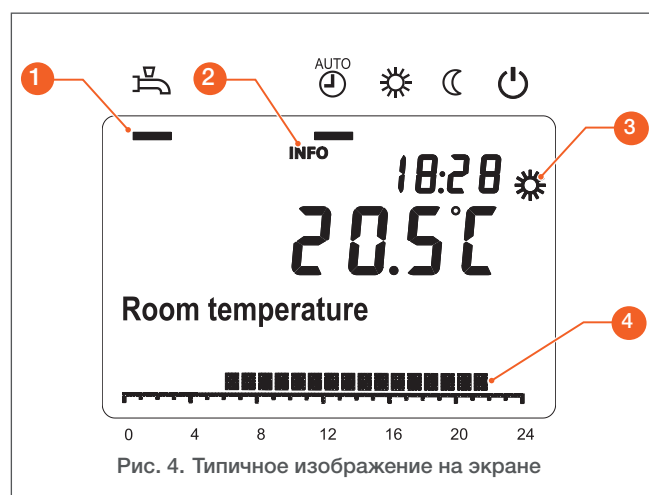 AUTO
1
2
3
INFO
18:28
20.5°C
Room temperature
4
0 4 8 12 16 20 24
Рис. 4. Типичное изображение на экране